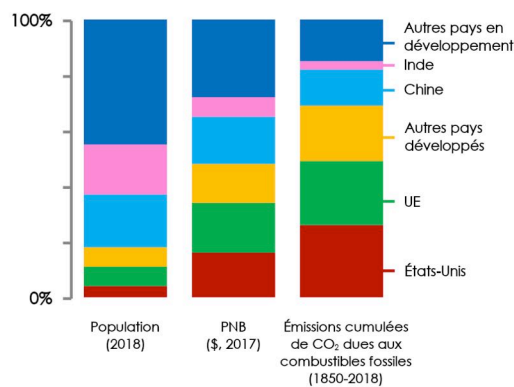 100%
0%
Autres pays en
développement
Inde
Chine
Autres pays
développés
UE
États-Unis
Population
(2018)
PNB
($, 2017)
Émissions cumulées
de CO₂ dues aux
combustibles fossiles
(1850-2018)